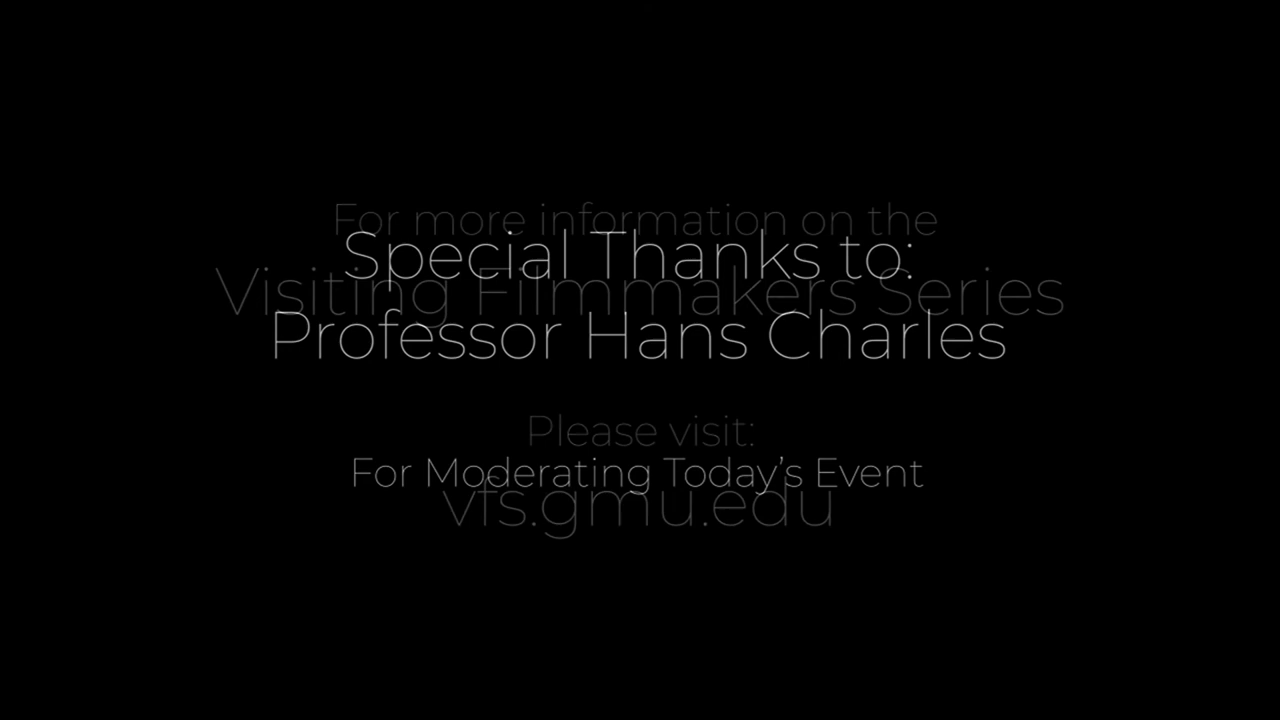 For more information on the
Special Thanks to:
Visiting Filmmakers Series
Professor Hans Charles
Please visit:
For Moderating Today’s Event
vfs.gmu.edu